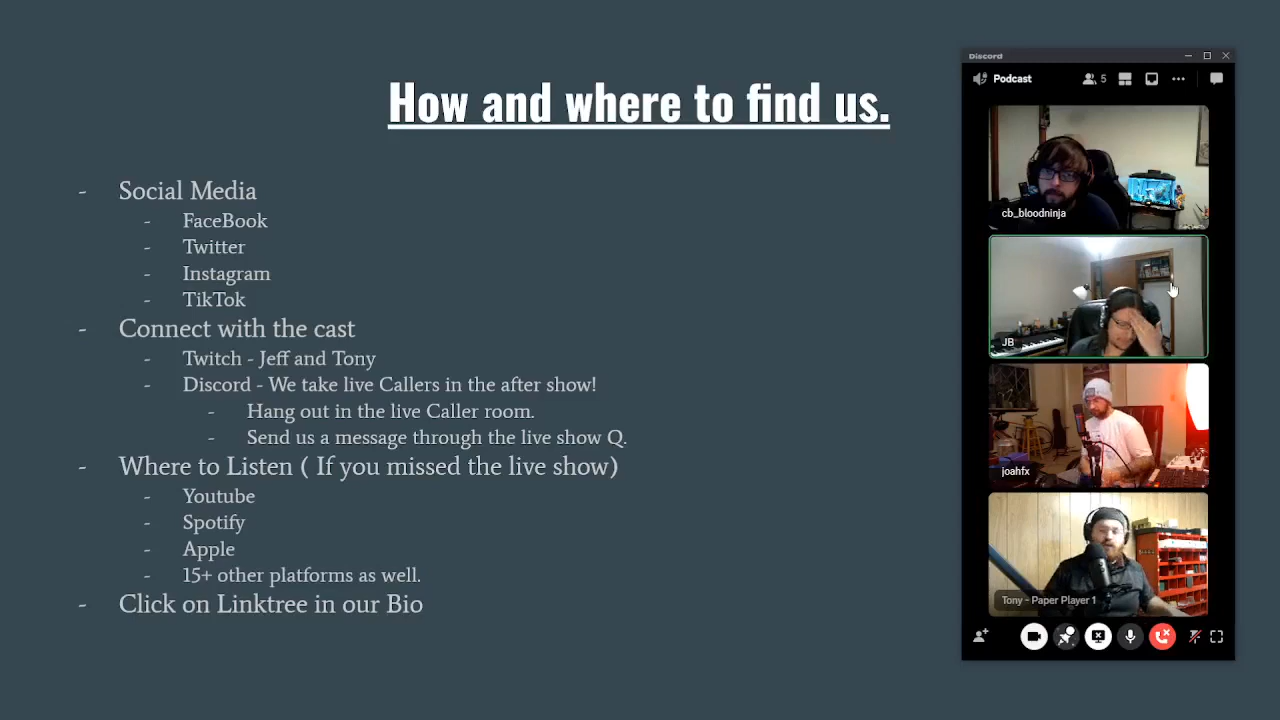 How and where to find us.
- Social Media
- FaceBook
- Twitter
- Instagram
- TikTok
- Connect with the cast
- Twitch - Jeff and Tony
- Discord - We take live Callers in the after show!
- Hang out in the live Caller room.
- Send us a message through the live show Q.
- Where to Listen ( If you missed the live show)
- Youtube
- Spotify
- Apple
- 15+ other platforms as well.
- Click on Linktree in our Bio
Discord
Podcast 5
cb_bloodninja
JB
joahfx
Tony - Paper Player 1